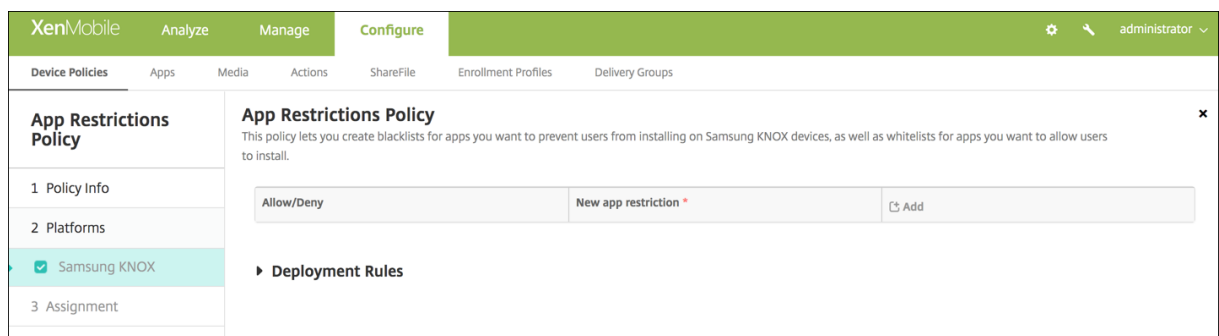 XenMobile Analyze Manage Configure administrator
Device Policies Apps Media Actions ShareFile Enrollment Profiles Delivery Groups
App Restrictions
Policy
1 Policy Info
2 Platforms
Samsung KNOX
3 Assignment
App Restrictions Policy
This policy lets you create blacklists for apps you want to prevent users from installing on Samsung KNOX devices, as well as whitelists for apps you want to allow users
to install.
Allow/Deny New app restriction * Add
Deployment Rules